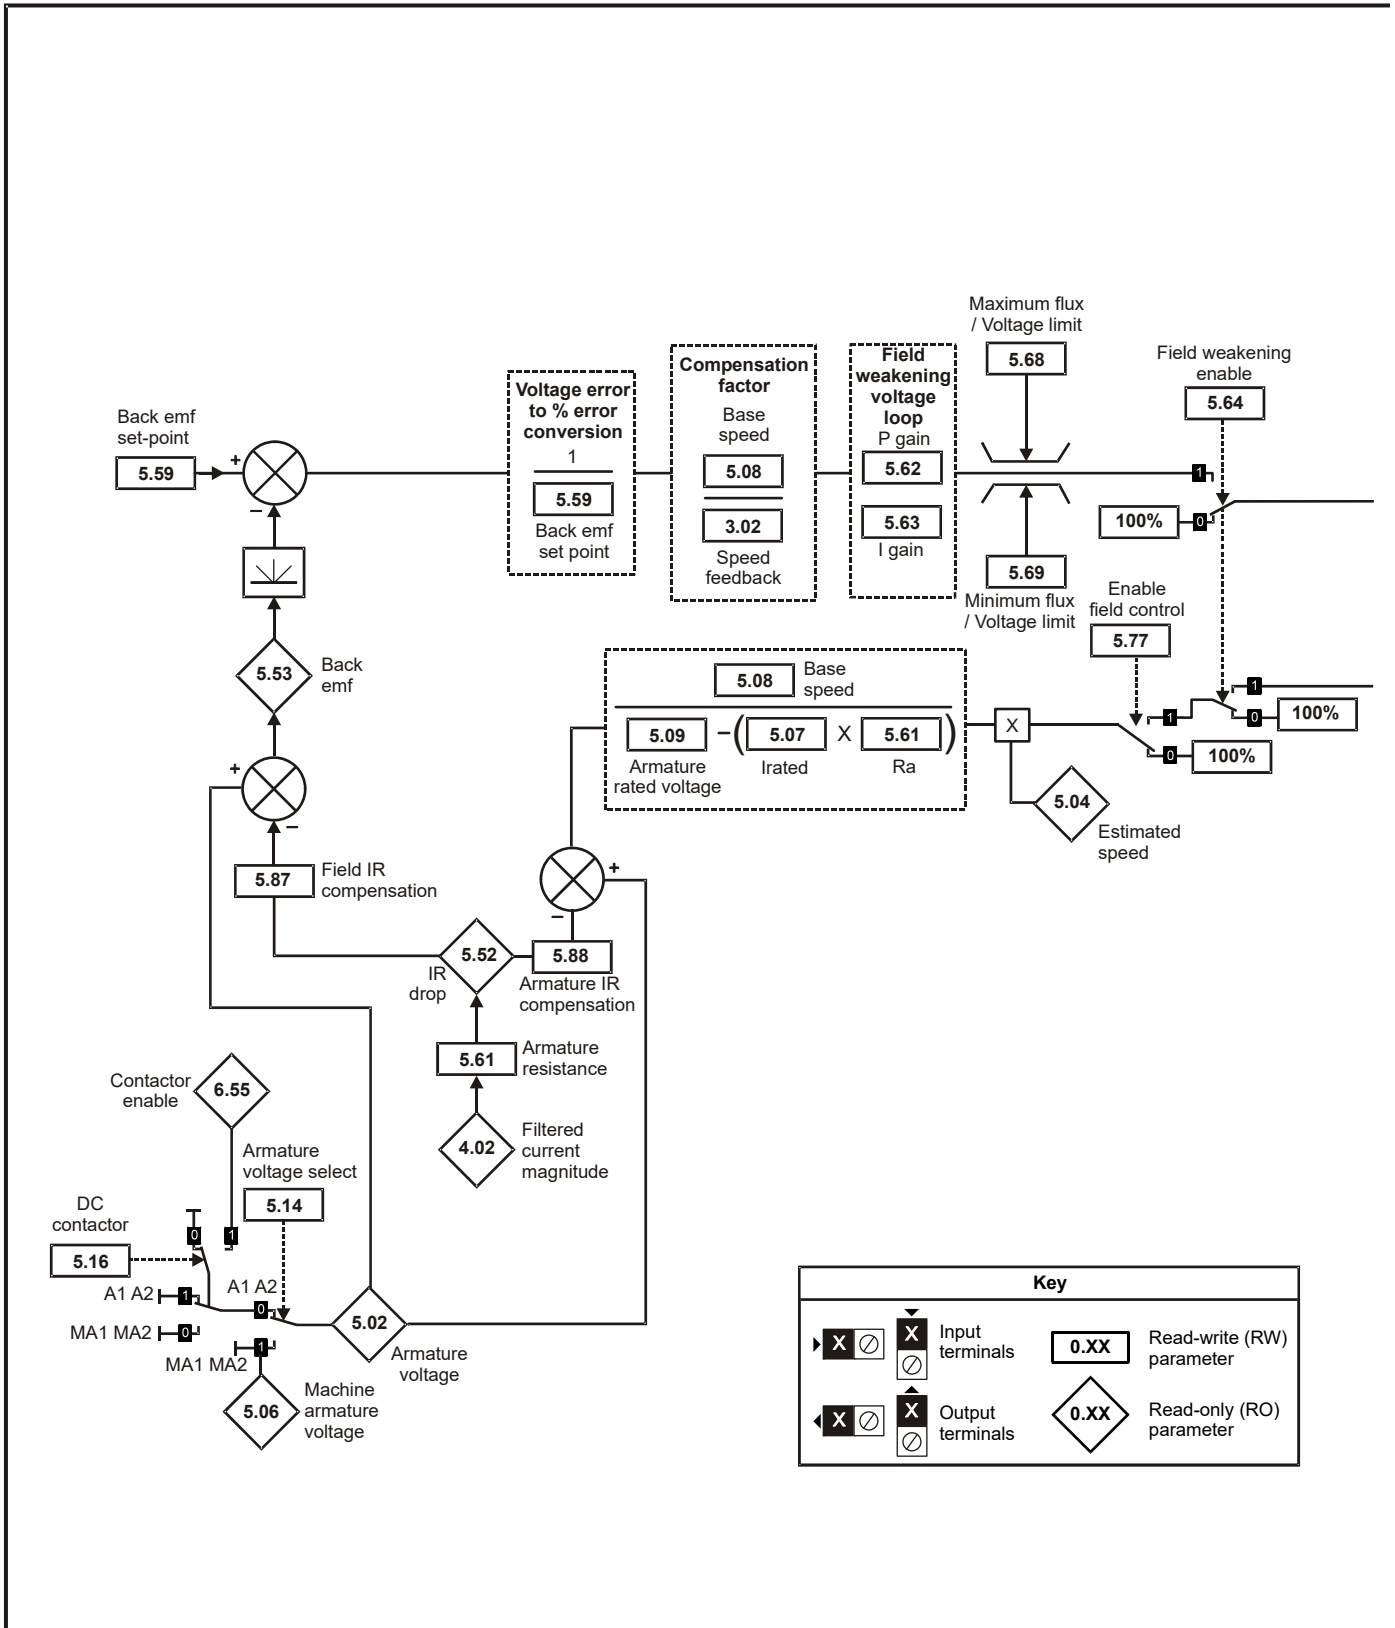 Maximum flux
/ Voltage limit
5.68
Field weakening
enable
5.64
Back emf
set-point
5.59
+
−
Voltage error
to % error
conversion
1
5.59
Back emf
set point
Compensation
factor
Base
speed
5.08
3.02
Speed
feedback
Field
weakening
voltage
loop
P gain
5.62
5.63
I gain
5.69
Minimum flux
/ Voltage limit
1
100%
0
Enable
field control
5.77
5.53
Back
emf
5.08
Base
speed
5.09
−(
5.07
X
5.61
)
Armature
rated voltage
Irated
Ra
X
5.04
Estimated
speed
1
0
100%
1
0
100%
+
−
5.87
Field IR
compensation
+
−
5.52
IR
drop
5.88
Armature IR
compensation
5.61
Armature
resistance
4.02
Filtered
current
magnitude
Contactor
enable
6.55
Armature
voltage select
5.14
DC
contactor
5.16
0
1
A1 A2
1
A1 A2
0
MA1 MA2
0
MA1 MA2
1
5.02
Armature
voltage
5.06
Machine
armature
voltage
Key
X
X
Input
terminals
0.XX
Read-write (RW)
parameter
X
X
Output
terminals
0.XX
Read-only (RO)
parameter